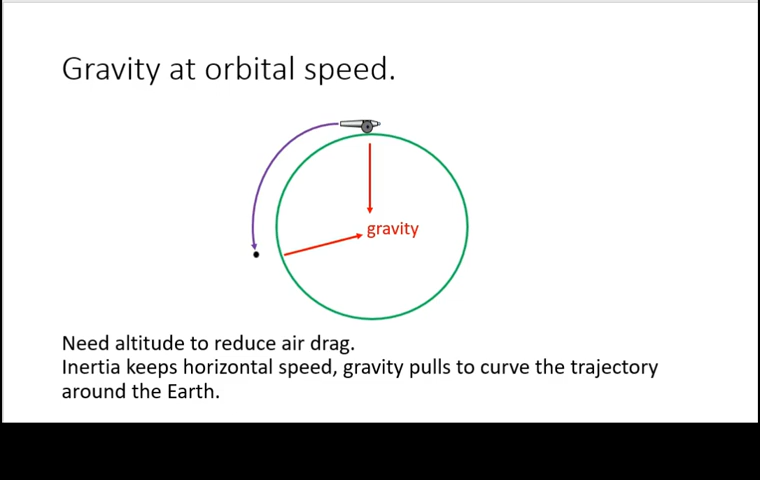 Gravity at orbital speed.
gravity
Need altitude to reduce air drag.
Inertia keeps horizontal speed, gravity pulls to curve the trajectory
around the Earth.